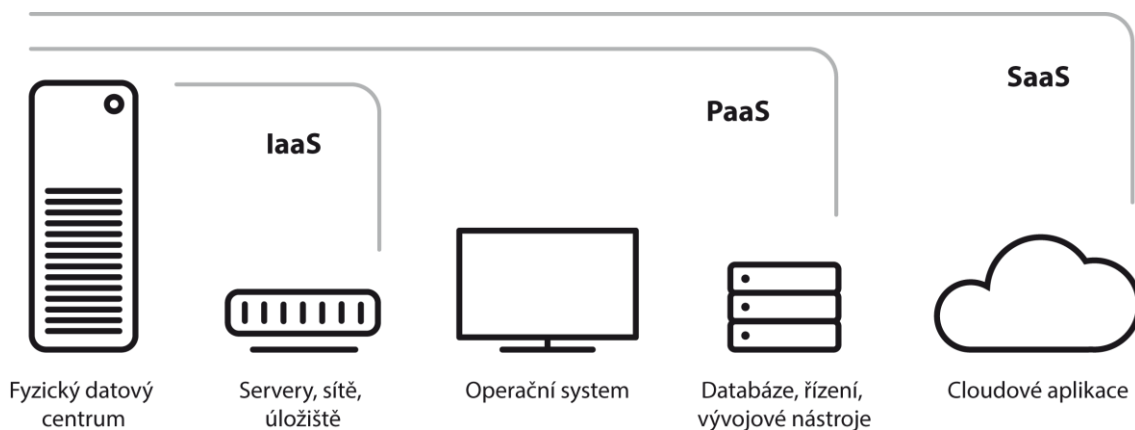 SaaS
PaaS
IaaS
Fyzický datový
centrum
Servery, sítě,
úložiště
Operační system
Databáze, řízení,
vývojové nástroje
Cloudové aplikace